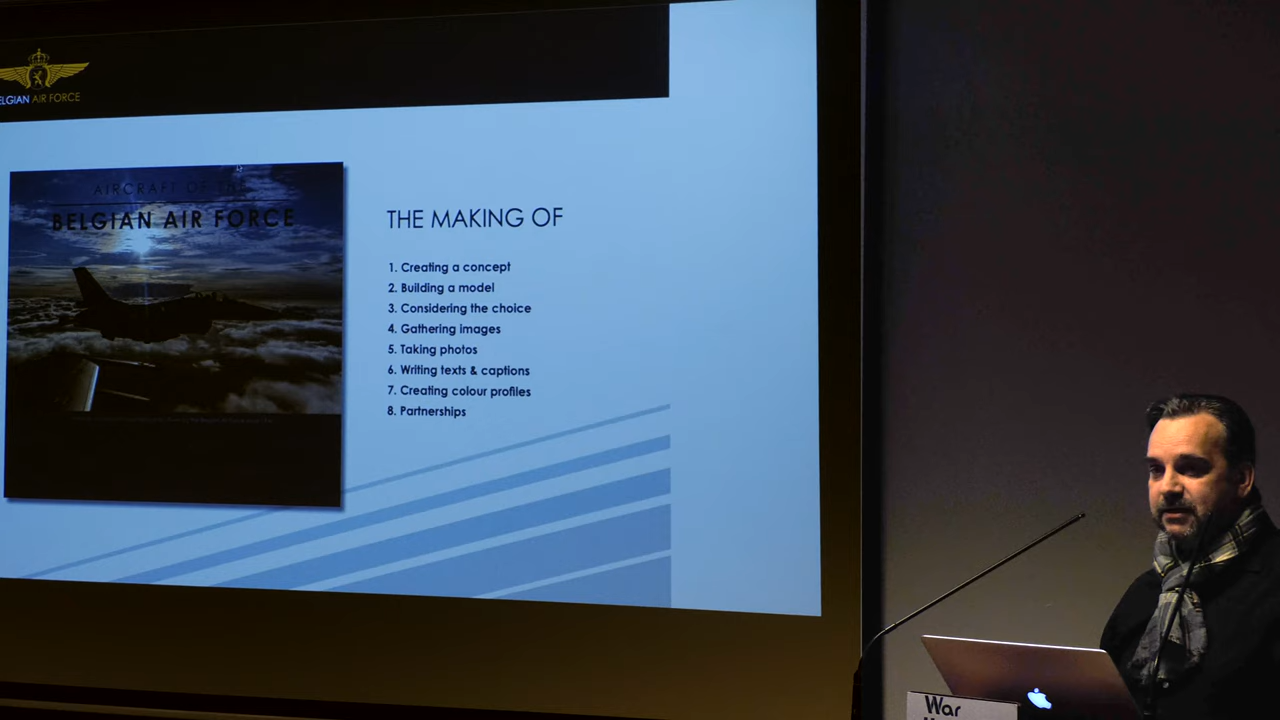 ELGIAN AIR FORCE
AIRCRAFT OF THE
BELGIAN AIR FORCE
THE MAKING OF
1. Creating a concept
2. Building a model
3. Considering the choice
4. Gathering images
5. Taking photos
6. Writing texts & captions
7. Creating colour profiles
8. Partnerships
War